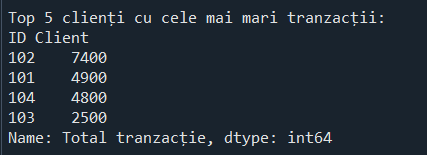 Top 5 clienți cu cele mai mari tranzacții:
ID Client
102    7400
101    4900
104    4800
103    2500
Name: Total tranzacție, dtype: int64